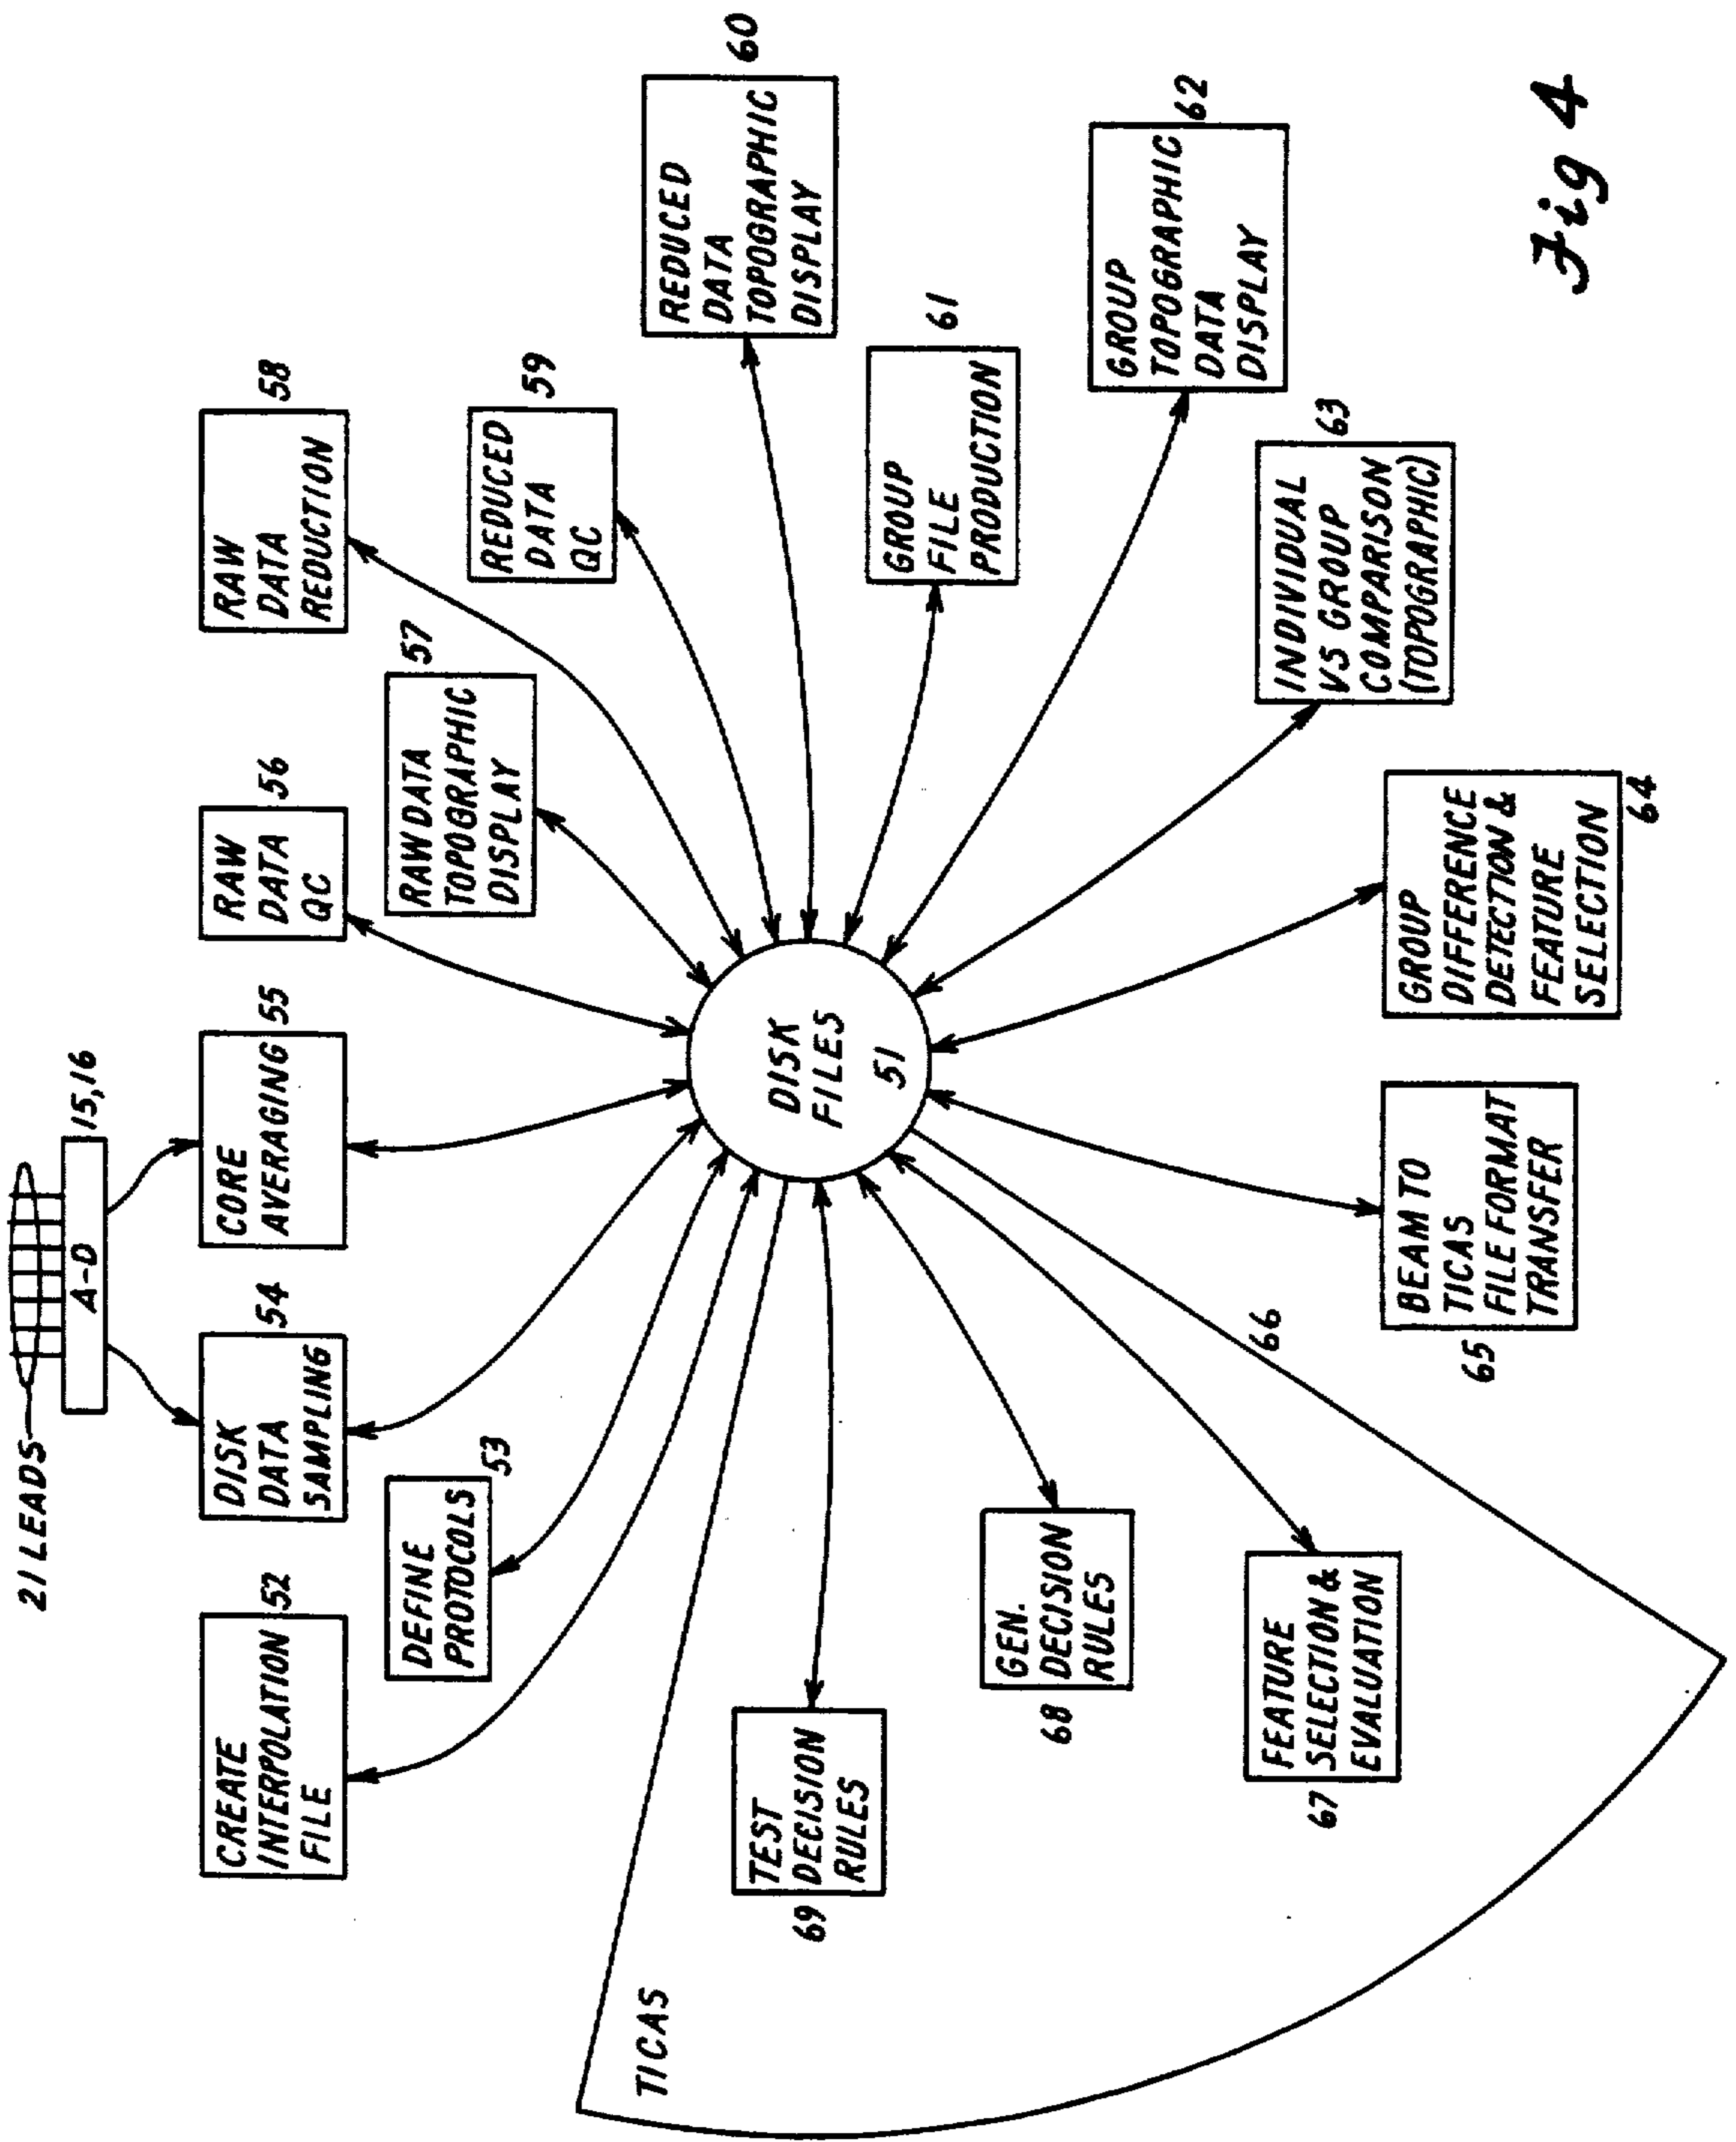 21 LEADS
A-D
15,16
CREATE
INTERPOLATION
FILE
52
DEFINE
PROTOCOLS
53
DISK
DATA
SAMPLING
54
CORE
AVERAGING
55
RAW
DATA
QC
56
RAW DATA
TOPOGRAPHIC
DISPLAY
57
RAW
DATA
REDUCTION
58
REDUCED
DATA
QC
59
REDUCED
DATA
TOPOGRAPHIC
DISPLAY
60
GROUP
FILE
PRODUCTION
61
GROUP
TOPOGRAPHIC
DATA
DISPLAY
62
INDIVIDUAL
VS GROUP
COMPARISON
(TOPOGRAPHIC)
63
GROUP
DIFFERENCE
DETECTION &
FEATURE
SELECTION
64
BEAM TO
TICAS
FILE FORMAT
TRANSFER
65
66
FEATURE
SELECTION &
EVALUATION
67
GEN.
DECISION
RULES
68
TEST
DECISION
RULES
69
TICAS
DISK
FILES
51
Fig 4